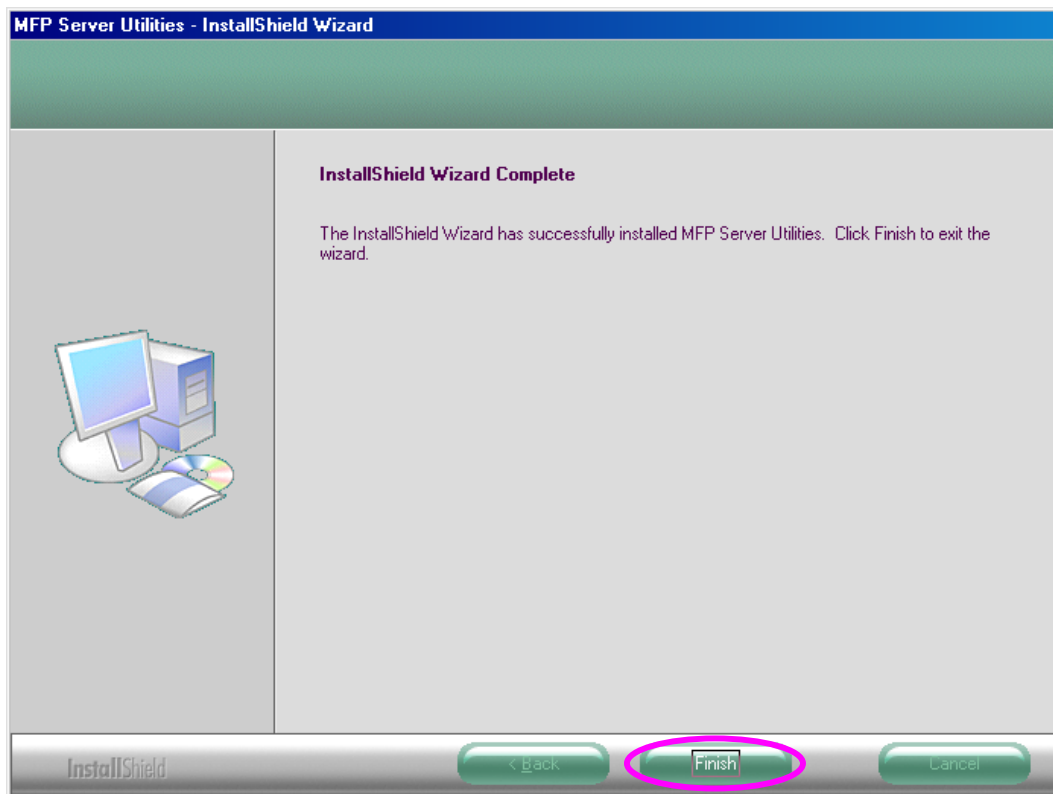 MFP Server Utilities - InstallShield Wizard
InstallShield Wizard Complete
The InstallShield Wizard has successfully installed MFP Server Utilities. Click Finish to exit the
wizard.
InstallShield
< Back
Finish
Cancel